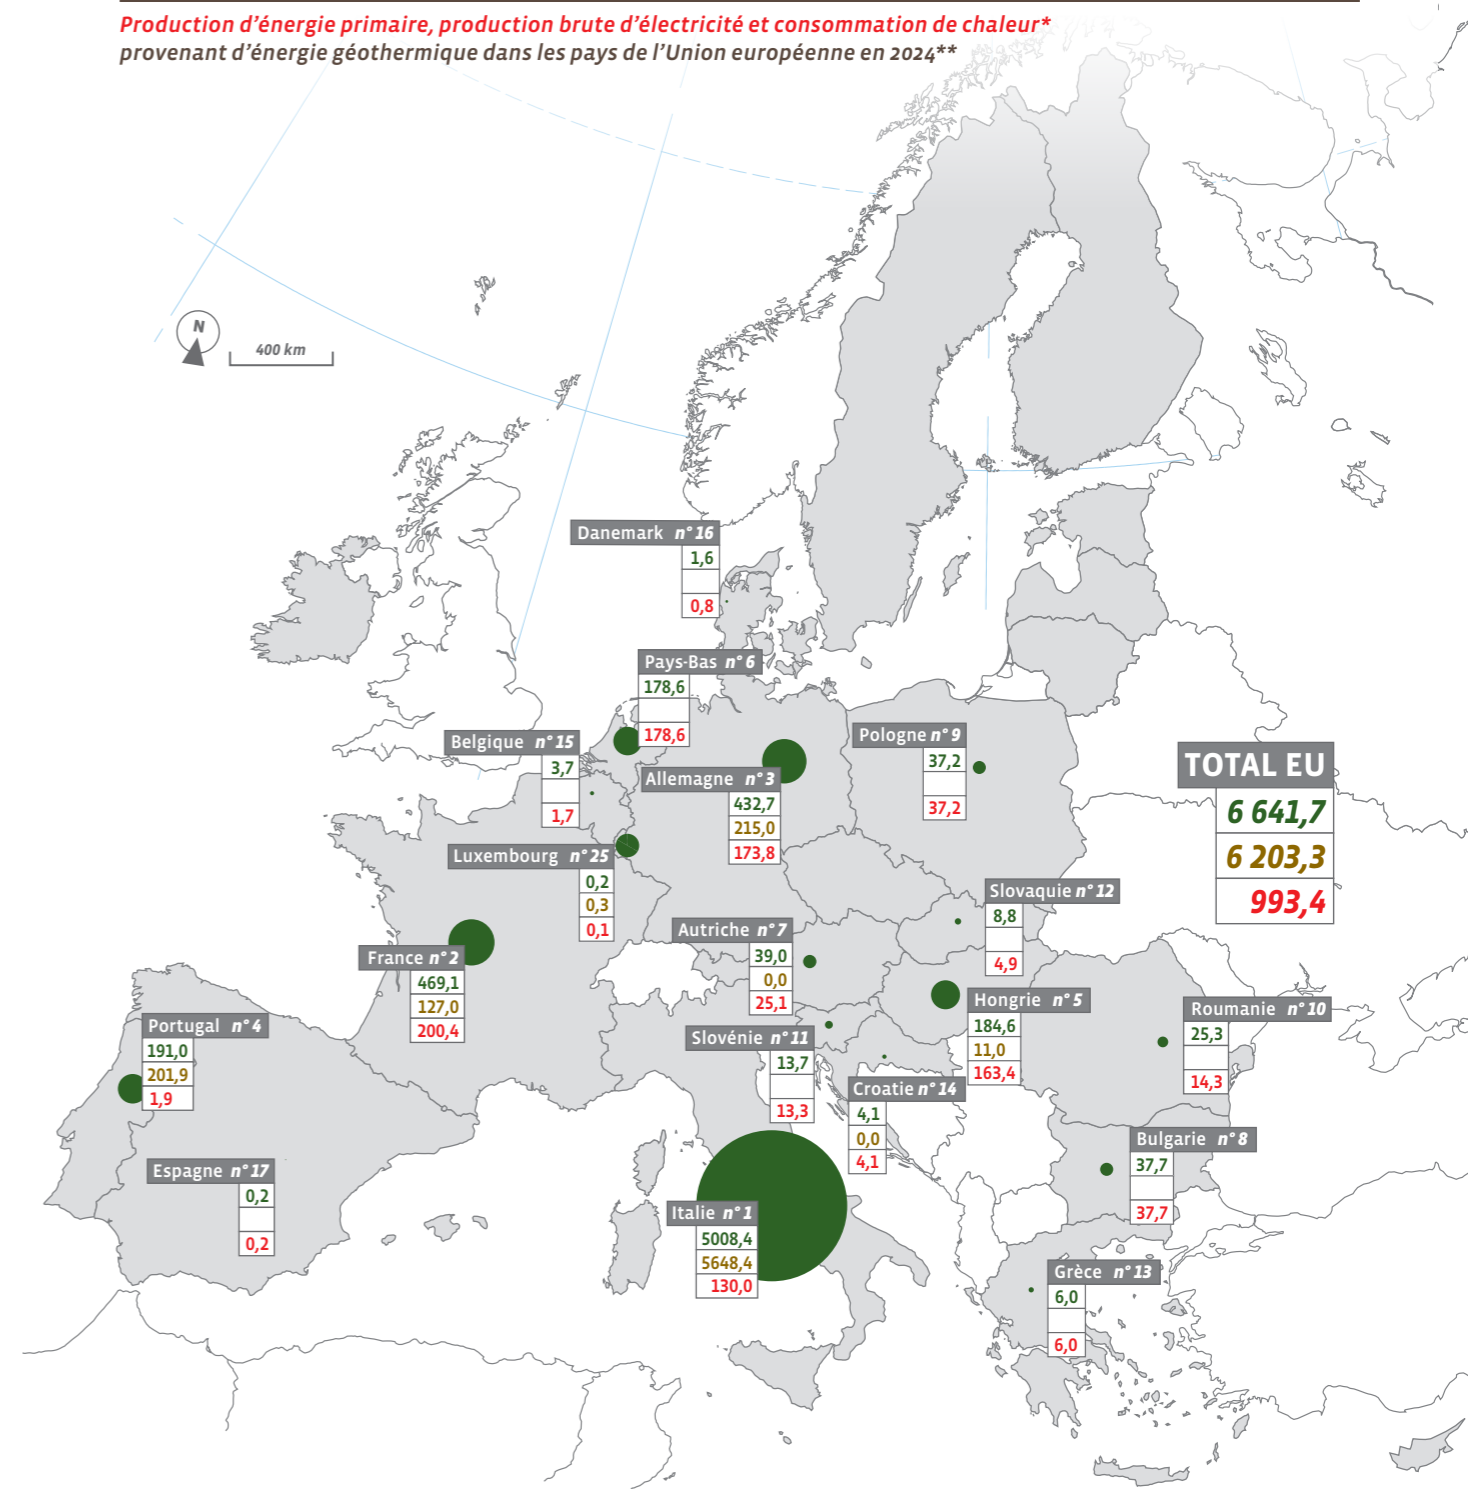 Production d’énergie primaire, production brute d’électricité et consommation de chaleur*
provenant d’énergie géothermique dans les pays de l’Union européenne en 2024**
N
400 km
Danemark n° 16
1,6
0,8
Pays-Bas n° 6
178,6
178,6
Belgique n° 15
3,7
1,7
Allemagne n° 3
432,7
215,0
173,8
Pologne n° 9
37,2
37,2
TOTAL EU
6 641,7
6 203,3
993,4
Luxembourg n° 25
0,2
0,3
0,1
Slovaquie n° 12
8,8
4,9
Autriche n° 7
39,0
0,0
25,1
France n° 2
469,1
127,0
200,4
Hongrie n° 5
184,6
11,0
163,4
Roumanie n° 10
25,3
14,3
Portugal n° 4
191,0
201,9
1,9
Slovénie n° 11
13,7
13,3
Croatie n° 14
4,1
0,0
4,1
Bulgarie n° 8
37,7
37,7
Espagne n° 17
0,2
0,2
Italie n° 1
5008,4
5648,4
130,0
Grèce n° 13
6,0
6,0